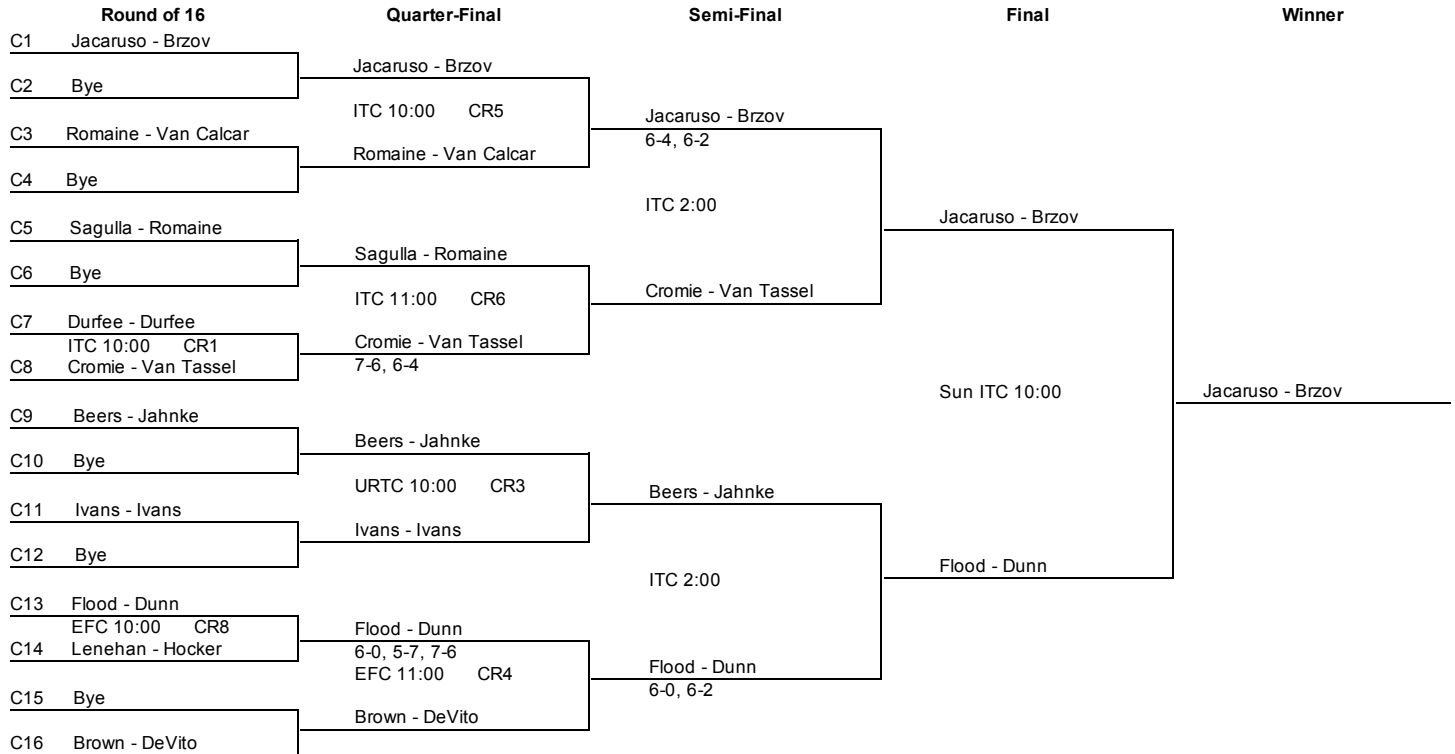 Round of 16 Quarter-Final Semi-Final Final Winner
C1 Jacaruso - Brzov
Jacaruso - Brzov
C2 Bye
ITC 10:00 CR5
Jacaruso - Brzov
6-4, 6-2
C3 Romaine - Van Calcar
Romaine - Van Calcar
C4 Bye
ITC 2:00
Jacaruso - Brzov
C5 Sagulla - Romaine
Sagulla - Romaine
C6 Bye
ITC 11:00 CR6
Cromie - Van Tassel
C7 Durfee - Durfee
ITC 10:00 CR1
Cromie - Van Tassel
7-6, 6-4
C8 Cromie - Van Tassel
Sun ITC 10:00
Jacaruso - Brzov
C9 Beers - Jahnke
Beers - Jahnke
C10 Bye
URTC 10:00 CR3
Beers - Jahnke
C11 Ivans - Ivans
Ivans - Ivans
C12 Bye
Flood - Dunn
ITC 2:00
C13 Flood - Dunn
EFC 10:00 CR8
Flood - Dunn
6-0, 5-7, 7-6
C14 Lenehan - Hocker
EFC 11:00 CR4
Flood - Dunn
6-0, 6-2
C15 Bye
Brown - DeVito
C16 Brown - DeVito